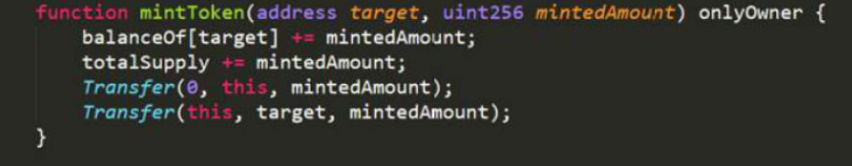 function mintToken(address target, uint256 mintedAmount) onlyOwner {
balanceOf[target] += mintedAmount;
totalSupply += mintedAmount;
Transfer(0, this, mintedAmount);
Transfer(this, target, mintedAmount);
}